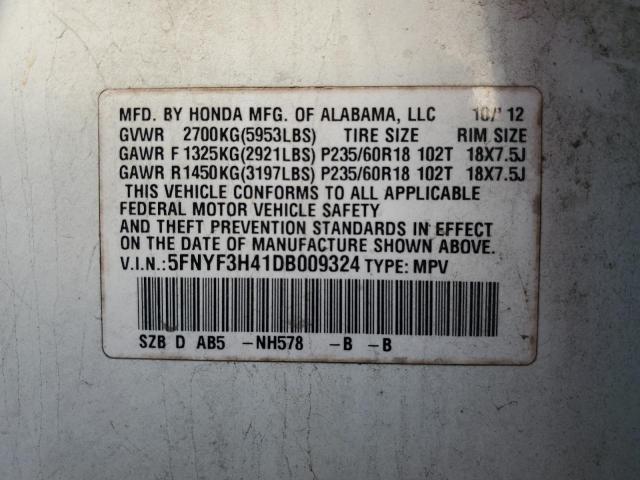 MFD. BY HONDA MFG. OF ALABAMA, LLC 10/'12
GVWR 2700KG(5953LBS) TIRE SIZE RIM SIZE
GAWR F 1325KG(2921LBS) P235/60R18 102T 18X7.5J
GAWR R1450KG(3197LBS) P235/60R18 102T 18X7.5J
THIS VEHICLE CONFORMS TO ALL APPLICABLE
FEDERAL MOTOR VEHICLE SAFETY
AND THEFT PREVENTION STANDARDS IN EFFECT
ON THE DATE OF MANUFACTURE SHOWN ABOVE.
V.I.N.:5FNYF3H41DB009324 TYPE: MPV
SZB D AB5 -NH578 -B -B